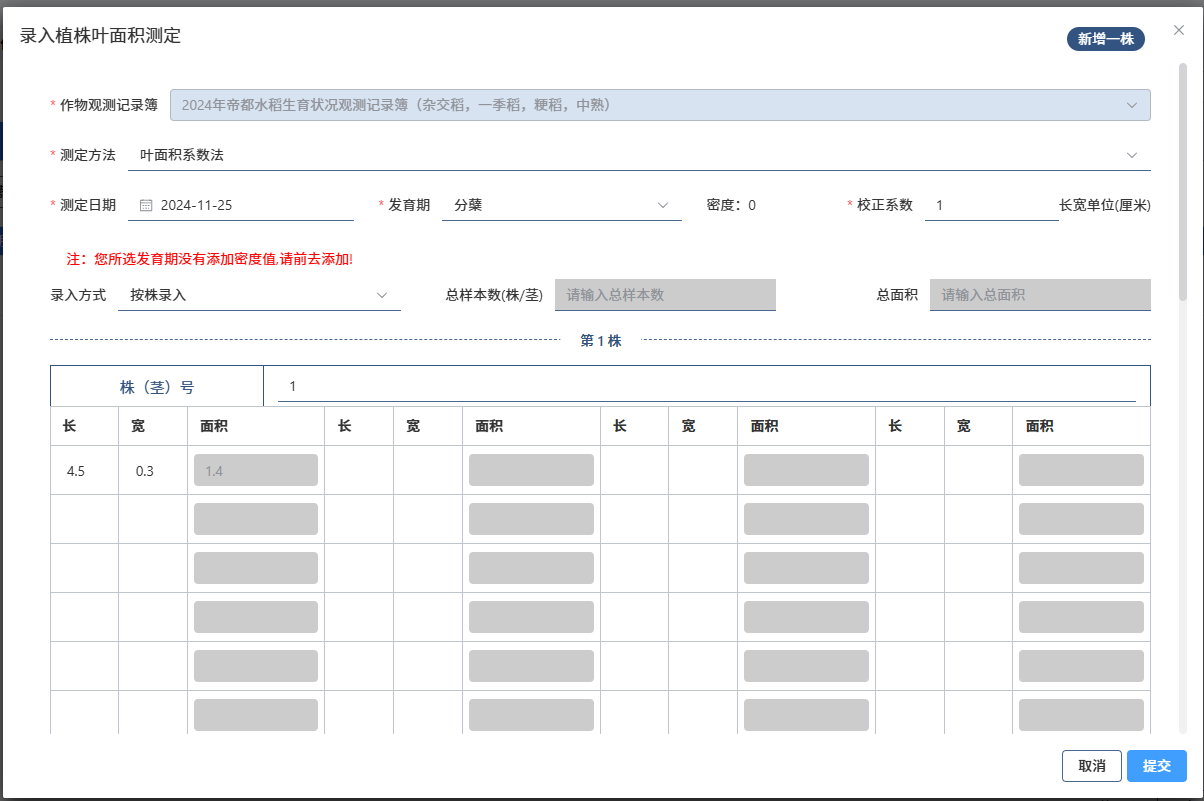 录入植株叶面积测定
新增一株
* 作物观测记录簿 2024年帝都水稻生育状况观测记录簿（杂交稻，一季稻，粳稻，中熟）
* 测定方法 叶面积系数法
* 测定日期 2024-11-25 * 发育期 分蘖 密度：0 * 校正系数 1 长宽单位(厘米)
注：您所选发育期没有添加密度值,请前去添加!
录入方式 按株录入 总样本数(株/茎) 请输入总样本数 总面积 请输入总面积
第 1 株
株（茎）号 1
长 宽 面积 长 宽 面积 长 宽 面积 长 宽 面积
4.5 0.3 1.4
取消 提交